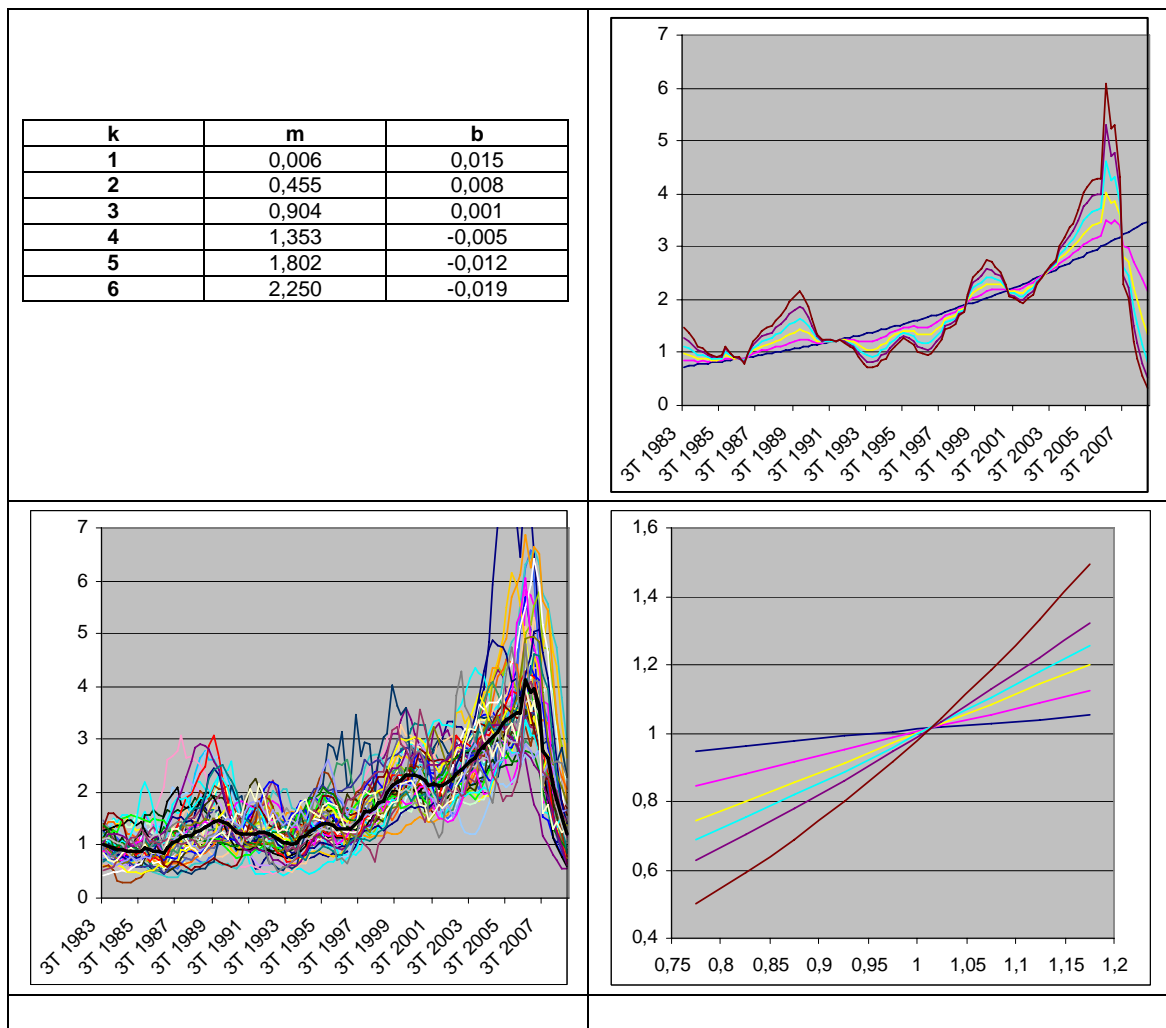 k m b
1 0,006 0,015
2 0,455 0,008
3 0,904 0,001
4 1,353 -0,005
5 1,802 -0,012
6 2,250 -0,019
7
6
5
4
3
2
1
0
3T 1983
3T 1985
3T 1987
3T 1989
3T 1991
3T 1993
3T 1995
3T 1997
3T 1999
3T 2001
3T 2003
3T 2005
3T 2007
7
6
5
4
3
2
1
0
3T 1983
3T 1985
3T 1987
3T 1989
3T 1991
3T 1993
3T 1995
3T 1997
3T 1999
3T 2001
3T 2003
3T 2005
3T 2007
1,6
1,4
1,2
1
0,8
0,6
0,4
0,75 0,8 0,85 0,9 0,95 1 1,05 1,1 1,15 1,2